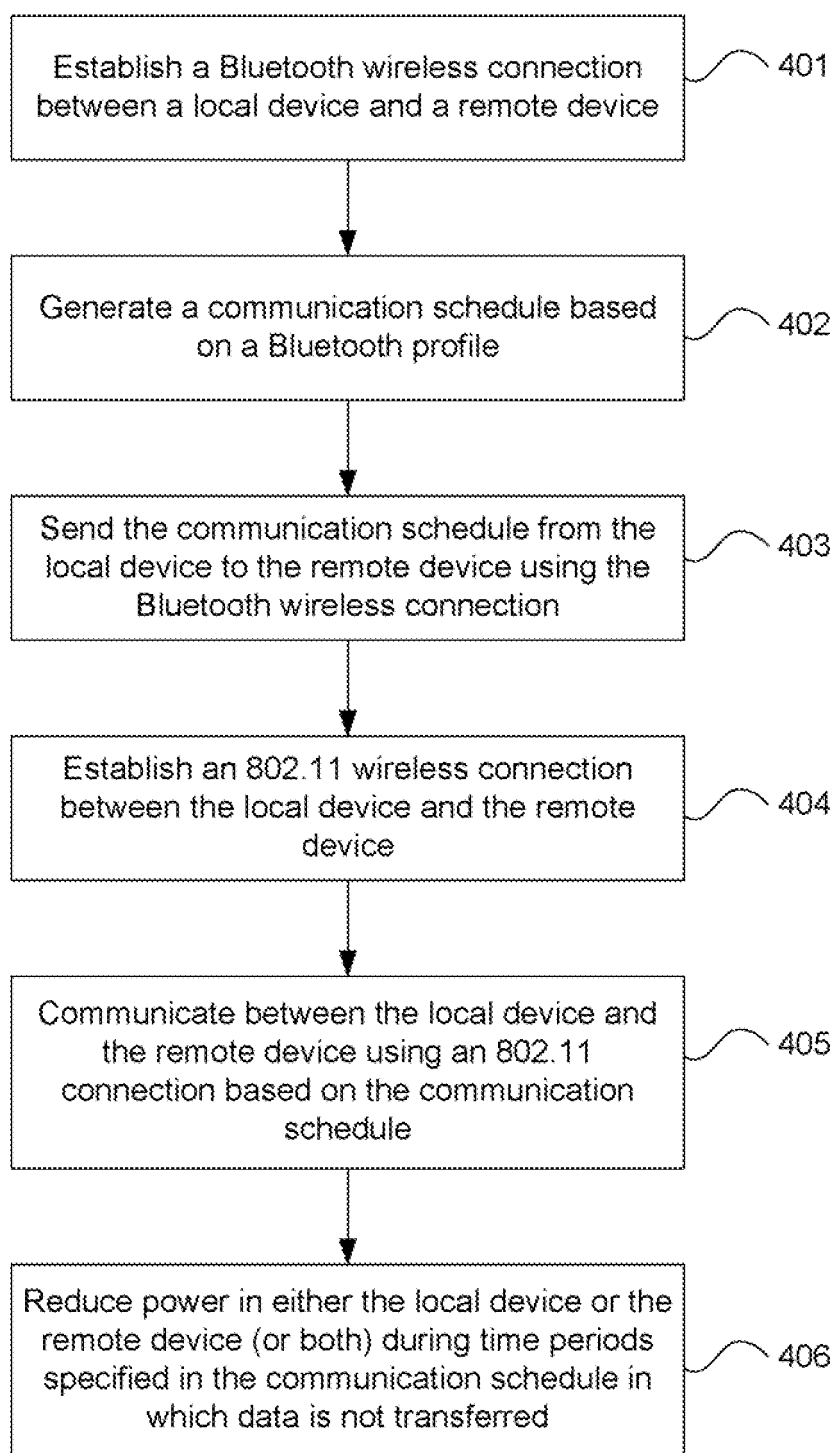 Establish a Bluetooth wireless connection
between a local device and a remote device
401
Generate a communication schedule based
on a Bluetooth profile
402
Send the communication schedule from the
local device to the remote device using the
Bluetooth wireless connection
403
Establish an 802.11 wireless connection
between the local device and the remote
device
404
Communicate between the local device and
the remote device using an 802.11
connection based on the communication
schedule
405
Reduce power in either the local device or the
remote device (or both) during time periods
specified in the communication schedule in
which data is not transferred
406